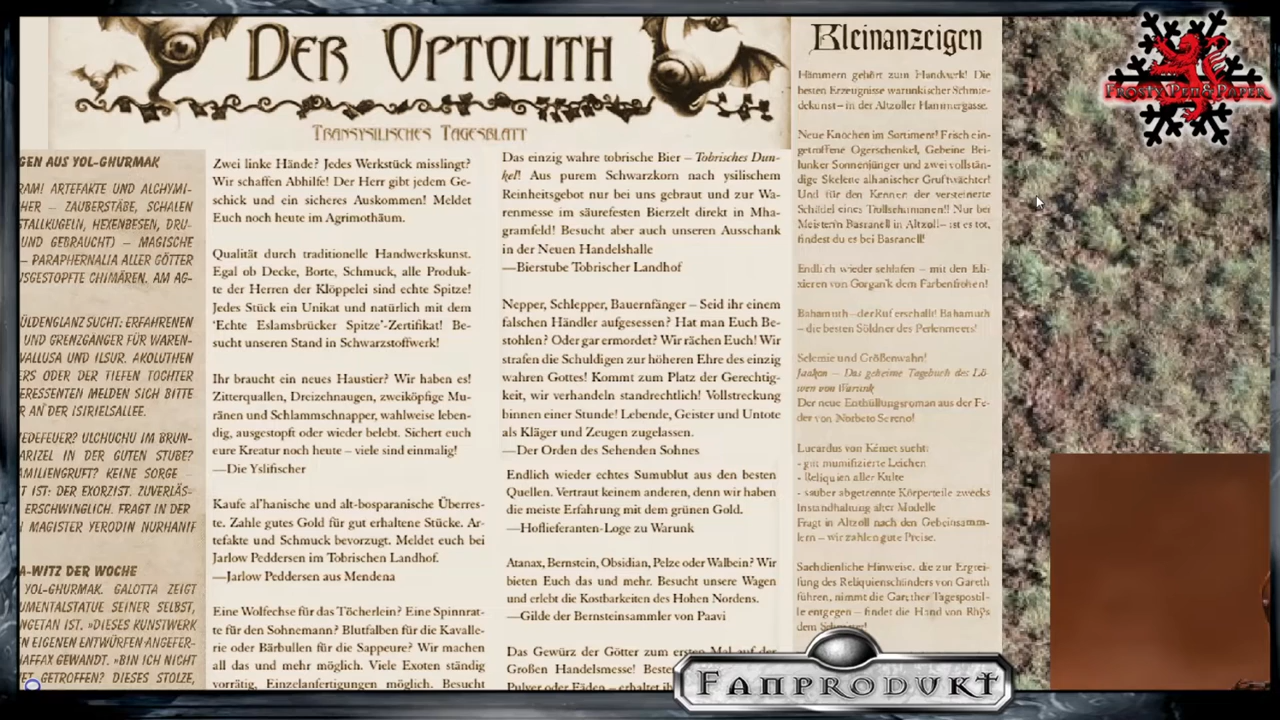 DER OPTOLITH
TRANSYSILISCHES TAGESBLATT
GEN AUS YOL-GHURMAK
RAM! ARTEFAKTE UND ALCHYMI-
HER – ZAUBERSTÄBE, SCHALEN
STALLKUGELN, HEXENBESEN, DRU-
UND GEBRAUCHT) – MAGISCHE
– PARAPHERNALIA ALLER GÖTTER
USGESTOPFTE CHIMÄREN. AM AG-
ÜLDENGLANZ SUCHT: ERFAHRENEN
UND GRENZGÄNGER FÜR WAREN-
VALLUSA UND ILSUR. AKOLUTHEN
ERS ODER DER TIEFEN TOCHTER
ERESSENTEN MELDEN SICH BITTE
R AN DER ISIRIELSALLEE.
EDEFEUER? ULCHUCHU IM BRUN-
ARIZEL IN DER GUTEN STUBE?
AMILIENGRUFT? KEINE SORGE –
T IST: DER EXORZIST. ZUVERLÄS-
ERSCHWINGLICH. FRAGT IN DER
MAGISTER YERODIN NURHANIF
A-WITZ DER WOCHE
YOL-GHURMAK. GALOTTA ZEIGT
UMENTALSTATUE SEINER SELBST,
NGETAN IST. »DIESES KUNSTWERK
N EIGENEN ENTWÜRFEN ANGEFER-
HAFFAX GEWANDT. »BIN ICH NICHT
GETROFFEN? DIESES STOLZE,
Zwei linke Hände? Jedes Werkstück misslingt?
Wir schaffen Abhilfe! Der Herr gibt jedem Ge-
schick und ein sicheres Auskommen! Meldet
Euch noch heute im Agrimothäum.
Qualität durch traditionelle Handwerkskunst.
Egal ob Decke, Borte, Schmuck, alle Produk-
te der Herren der Klöppelei sind echte Spitze!
Jedes Stück ein Unikat und natürlich mit dem
'Echte Eslamsbrücker Spitze'-Zertifikat! Be-
sucht unseren Stand in Schwarzstoffwerk!
Ihr braucht ein neues Haustier? Wir haben es!
Zitterquallen, Dreizehnaugen, zweiköpfige Mu-
ränen und Schlammschnapper, wahlweise leben-
dig, ausgestopft oder wieder belebt. Sichert euch
eure Kreatur noch heute – viele sind einmalig!
—Die Yslifischer
Kaufe al'hanische und alt-bosparanische Überres-
te. Zahle gutes Gold für gut erhaltene Stücke. Ar-
tefakte und Schmuck bevorzugt. Meldet euch bei
Jarlow Peddersen im Tobrischen Landhof.
—Jarlow Peddersen aus Mendena
Eine Wolfechse für das Töcherlein? Eine Spinnrat-
te für den Sohnemann? Blutfalben für die Kavalle-
rie oder Bärbullen für die Sappeure? Wir machen
all das und mehr möglich. Viele Exoten ständig
vorrätig, Einzelanfertigungen möglich. Besucht
Das einzig wahre tobrische Bier – Tobrisches Dun-
kel! Aus purem Schwarzkorn nach ysilischem
Reinheitsgebot nur bei uns gebraut und zur Wa-
renmesse im säurefesten Bierzelt direkt in Mha-
gramfeld! Besucht aber auch unseren Ausschank
in der Neuen Handelshalle
—Bierstube Tobrischer Landhof
Nepper, Schlepper, Bauernfänger – Seid ihr einem
falschen Händler aufgesessen? Hat man Euch Be-
stohlen? Oder gar ermordet? Wir rächen Euch! Wir
strafen die Schuldigen zur höheren Ehre des einzig
wahren Gottes! Kommt zum Platz der Gerechtig-
keit, wir verhandeln standrechtlich! Vollstreckung
binnen einer Stunde! Lebende, Geister und Untote
als Kläger und Zeugen zugelassen.
—Der Orden des Sehenden Sohnes
Endlich wieder echtes Sumublut aus den besten
Quellen. Vertraut keinem anderen, denn wir haben
die meiste Erfahrung mit dem grünen Gold.
—Hoflieferanten-Loge zu Warunk
Atanax, Bernstein, Obsidian, Pelze oder Walbein? Wir
bieten Euch das und mehr. Besucht unsere Wagen
und erlebt die Kostbarkeiten des Hohen Nordens.
—Gilde der Bernsteinsammler von Paavi
Das Gewürz der Götter zum ersten Mal auf der
Großen Handelsmesse!
Pulver oder Fäden – erhaltet
Kleinanzeigen
Hämmern gehört zum Handwerk! Die
besten Erzeugnisse warunkischer Schmie-
dekunst – in der Altzoller Hammergasse.
Neue Knochen im Sortiment! Frisch ein-
getroffene Ogerschenkel, Gebeine Bei-
lunker Sonnenjünger und zwei vollstän-
dige Skelette alhanischer Gruftwächter!
Und für den Kenner der versteinerte
Schädel eines Trollschamanen!! Nur bei
Meisterin Basranell in Altzoll – ist es tot,
findest du es bei Basranell!
Endlich wieder schlafen – mit den Eli-
xieren von Gorgan'k dem Farbenfrohen!
Bahamuth – der Ruf erschallt! Bahamuth
– die besten Söldner des Perlenmeers!
Selemie und Größenwahn!
Jaakon – Das geheime Tagebuch des Lö-
wen von Warunk
Der neue Enthüllungsroman aus der Fe-
der von Norbeto Sereno!
Lucardus von Kémet sucht:
- gut mumifizierte Leichen
- Reliquien aller Kulte
- sauber abgetrennte Körperteile zwecks
Instandhaltung alter Modelle
Fragt in Altzoll nach den Gebeinsamm-
lern – wir zahlen gute Preise.
Sachdienliche Hinweise, die zur Ergrei-
fung des Reliquienschänders von Gareth
führen, nimmt die Garether Tagespostil-
le entgegen – findet die Hand von Rhÿs
dem
FROSTY PEN & PAPER
FANPRODUKT